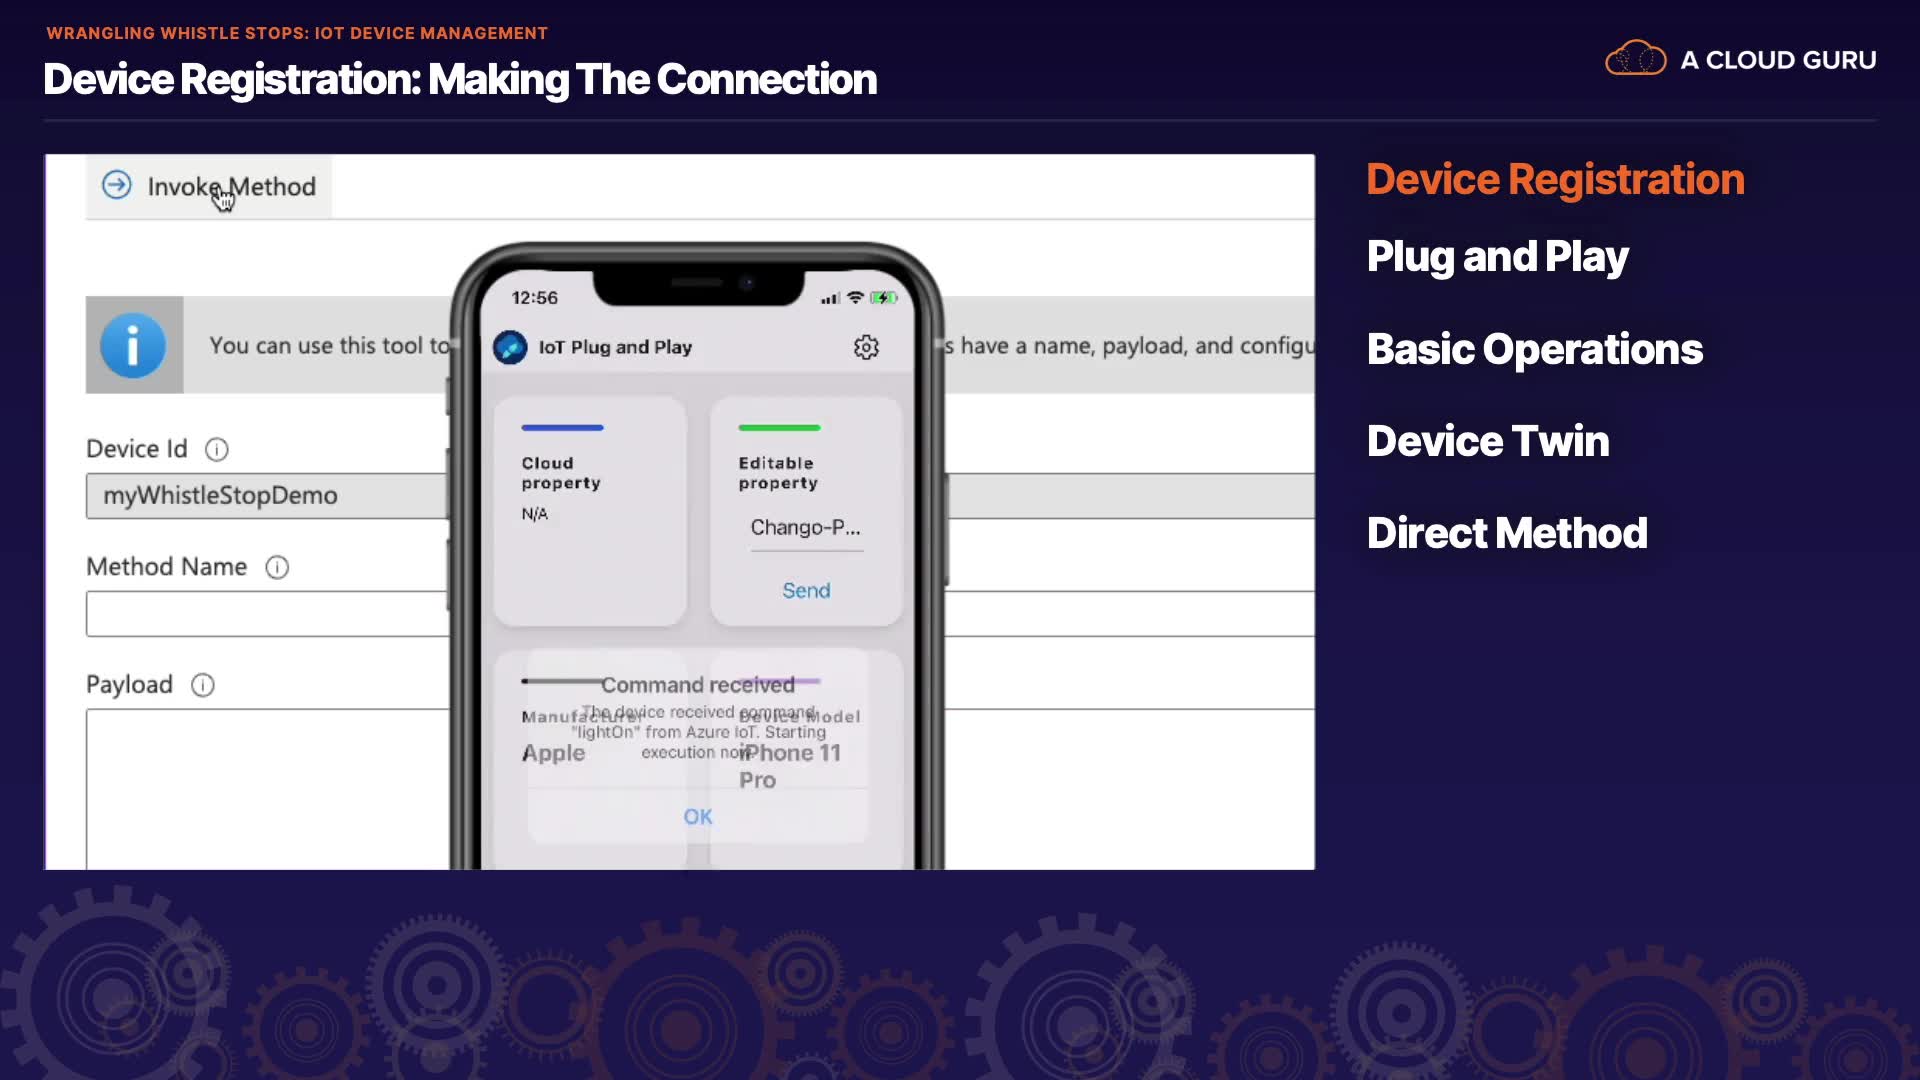 WRANGLING WHISTLE STOPS: IOT DEVICE MANAGEMENT
Device Registration: Making The Connection
A CLOUD GURU
Invoke Method
You can use this tool to
s have a name, payload, and configu
Device Id
myWhistleStopDemo
Method Name
Payload
12:56
IoT Plug and Play
Cloud
property
N/A
Editable
property
Chango-P...
Send
Manufacturer
Apple
Device Model
iPhone 11
Pro
Command received
The device received command
"lightOn" from Azure IoT. Starting
execution now.
OK
Device Registration
Plug and Play
Basic Operations
Device Twin
Direct Method